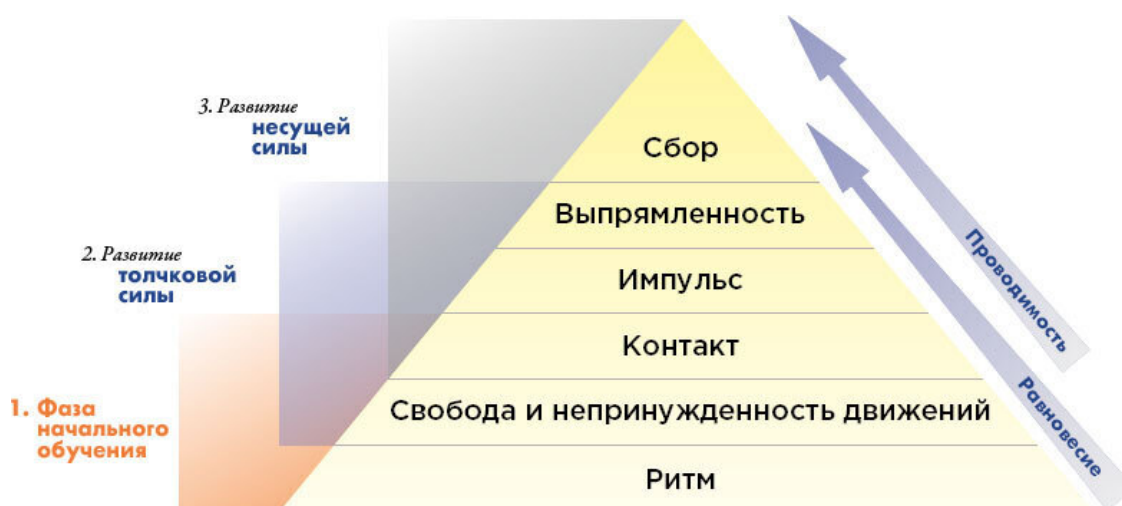 3. Развитие
несущей
силы
2. Развитие
толчковой
силы
1. Фаза
начального
обучения
Сбор
Выпрямленность
Импульс
Контакт
Свобода и непринужденность движений
Ритм
Проводимость
Равновесие